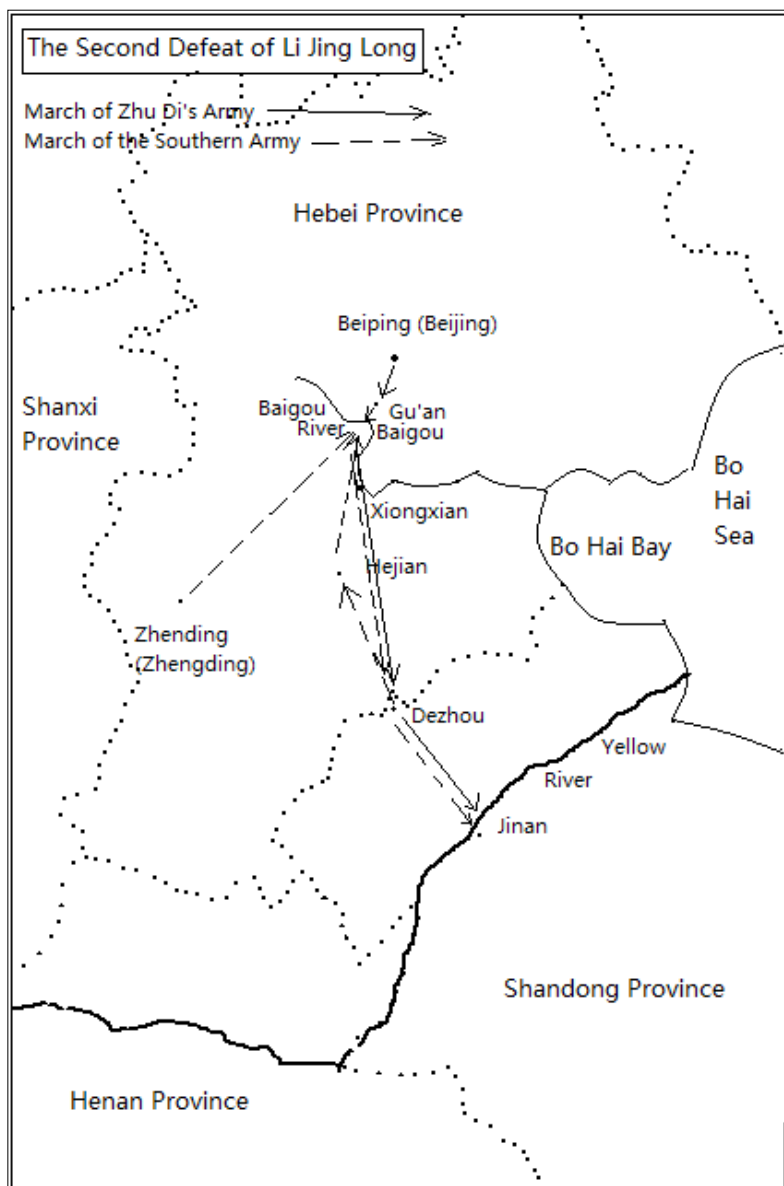 The Second Defeat of Li Jing Long
March of Zhu Di's Army
March of the Southern Army
Hebei Province
Beiping (Beijing)
Shanxi
Province
Baigou
River
Gu'an
Baigou
Bo
Hai
Sea
Xiongxian
Bo Hai Bay
Hejian
Zhending
(Zhengding)
Dezhou
Yellow
River
Jinan
Shandong Province
Henan Province